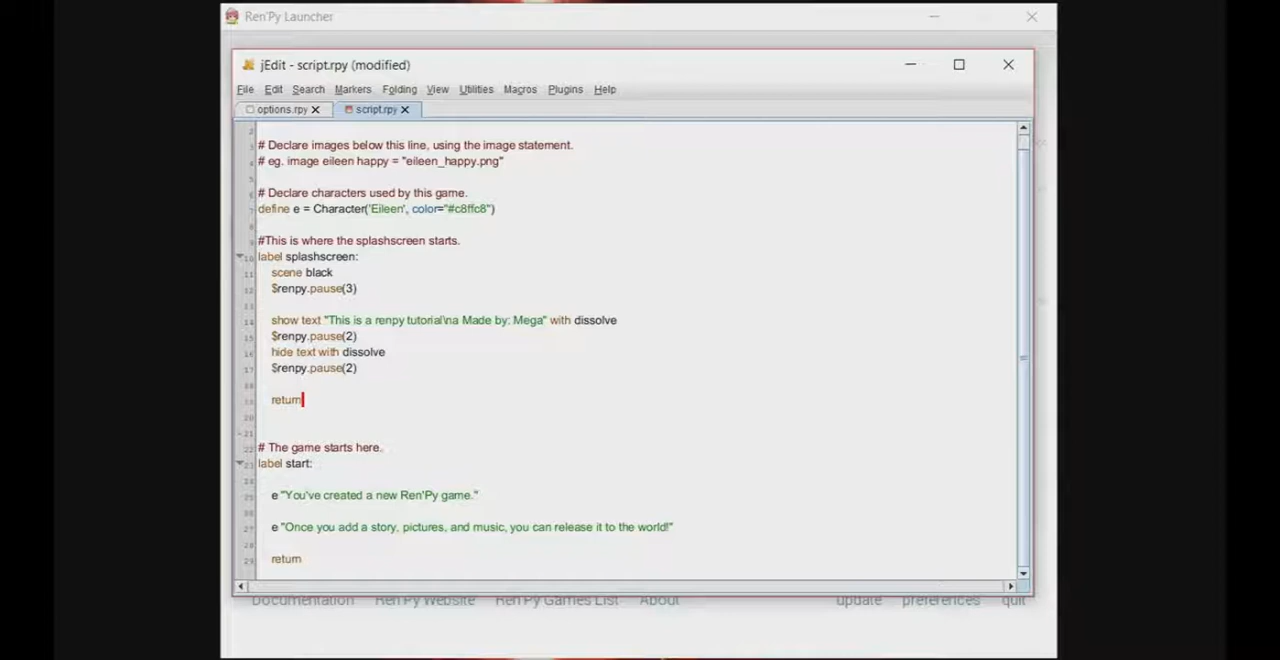 Ren'Py Launcher
jEdit - script.rpy (modified)
File Edit Search Markers Folding View Utilities Macros Plugins Help
options.rpy script.rpy
# Declare images below this line, using the image statement.
# eg. image eileen happy = "eileen_happy.png"
# Declare characters used by this game.
define e = Character('Eileen', color="#c8ffc8")
#This is where the splashscreen starts.
label splashscreen:
scene black
$renpy.pause(3)
show text "This is a renpy tutorial\na Made by: Mega" with dissolve
$renpy.pause(2)
hide text with dissolve
$renpy.pause(2)
return
# The game starts here.
label start:
e "You've created a new Ren'Py game."
e "Once you add a story, pictures, and music, you can release it to the world!"
return
Documentation Ren'Py Website Ren'Py Games List About update preferences quit